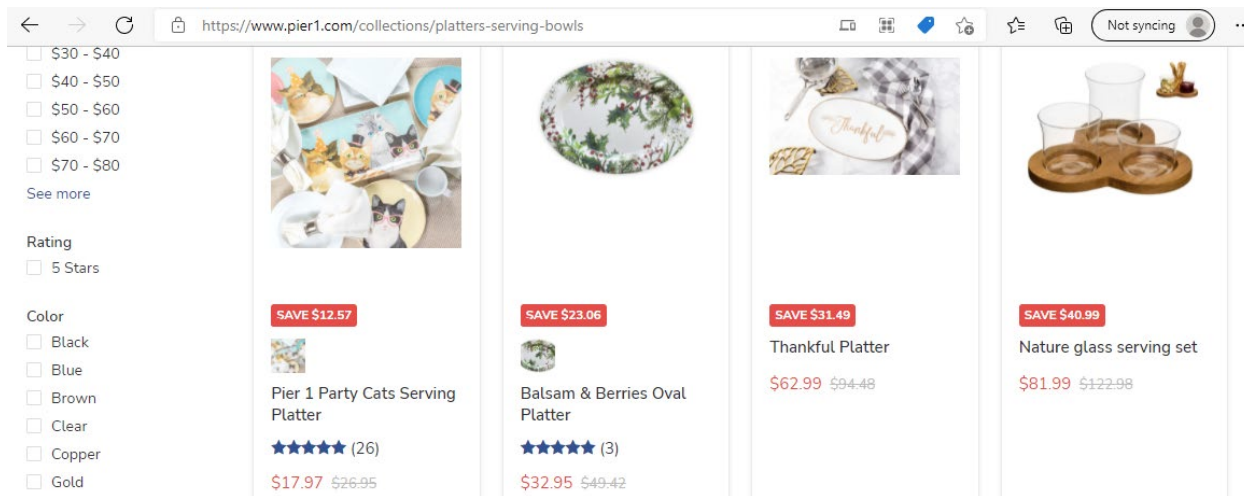 https://www.pier1.com/collections/platters-serving-bowls
Not syncing
$30 - $40
$40 - $50
$50 - $60
$60 - $70
$70 - $80
See more
Rating
5 Stars
Color
Black
Blue
Brown
Clear
Copper
Gold
SAVE $12.57
Pier 1 Party Cats Serving
Platter
(26)
$17.97 $26.95
SAVE $23.06
Balsam & Berries Oval
Platter
(3)
$32.95 $49.42
Thankful
SAVE $31.49
Thankful Platter
$62.99 $94.48
SAVE $40.99
Nature glass serving set
$81.99 $122.98